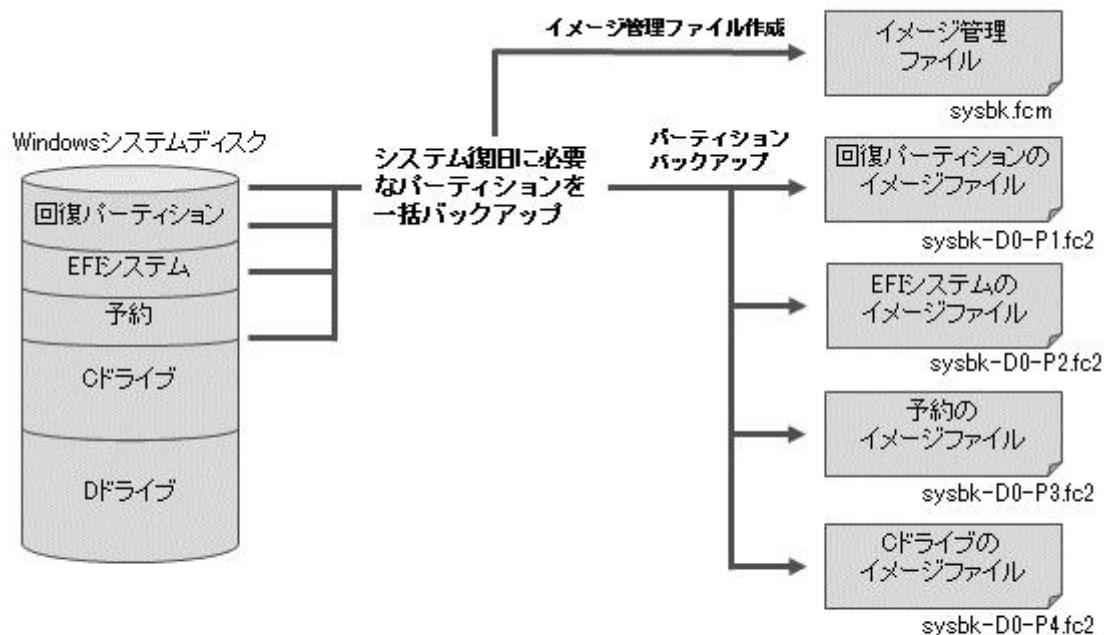 イメージ管理ファイル作成
イメージ管理
ファイル
sysbk.fcm
Windowsシステムディスク
回復パーティション
EFIシステム
予約
Cドライブ
Dドライブ
システム復旧に必要
なパーティションを
一括バックアップ
パーティション
バックアップ
回復パーティションの
イメージファイル
sysbk-D0-P1.fc2
EFIシステムの
イメージファイル
sysbk-D0-P2.fc2
予約の
イメージファイル
sysbk-D0-P3.fc2
Cドライブの
イメージファイル
sysbk-D0-P4.fc2